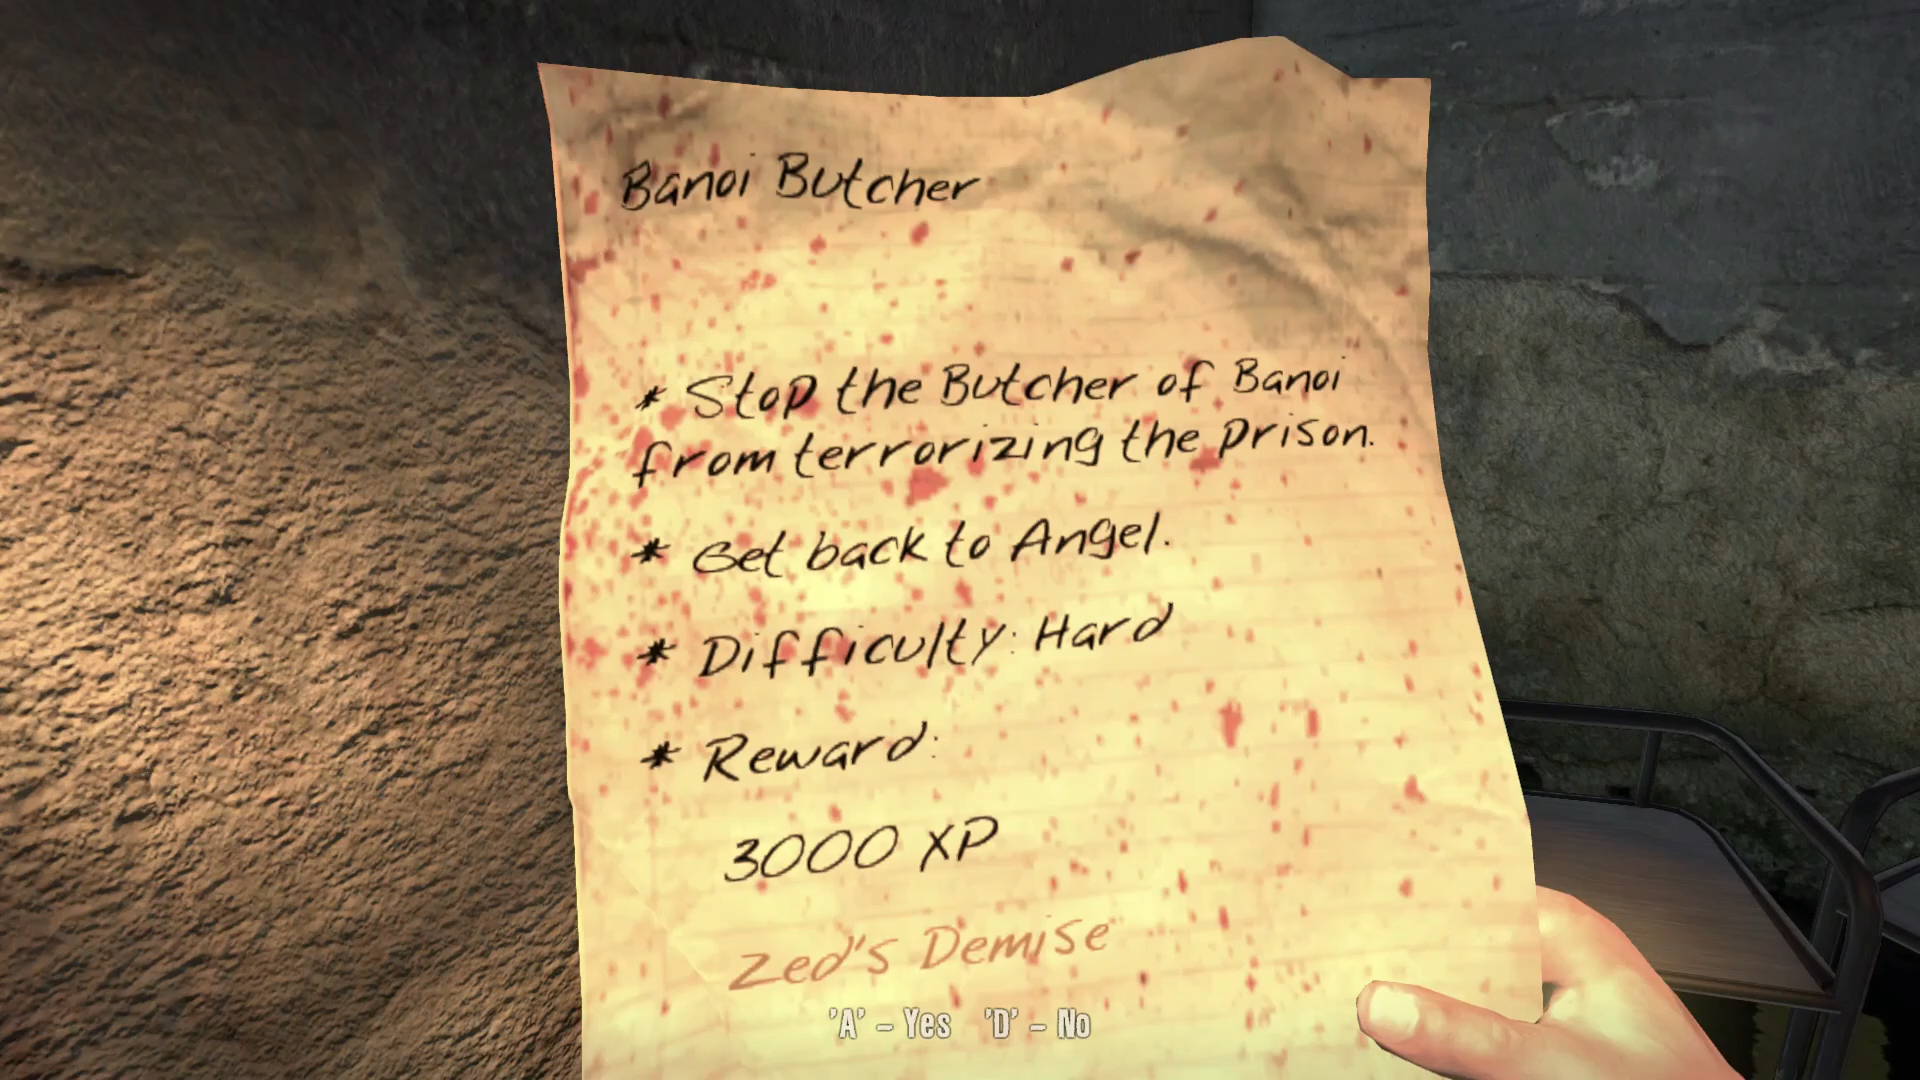 Banoi Butcher
* Stop the Butcher of Banoi
from terrorizing the prison.
* Get back to Angel.
* Difficulty: Hard
* Reward:
3000 XP
Zed's Demise
'A' - Yes 'D' - No